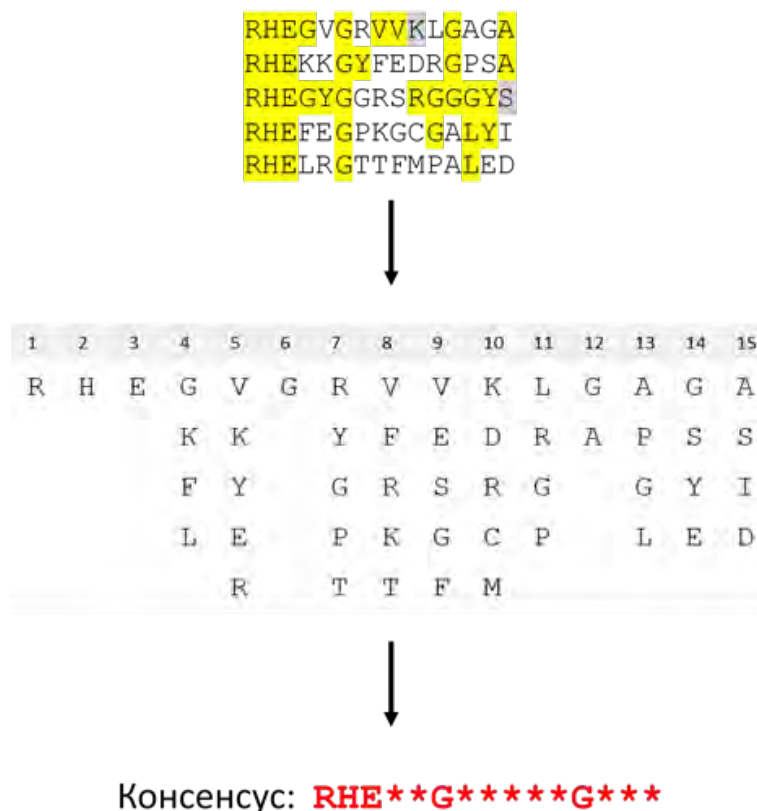 RHEGVGRVVKLGAGA
RHEKKGYFEDRGPSA
RHEGYGGRSRGGGYS
RHEFEGPKGCGALYI
RHELRGTTFMPALED
1 2 3 4 5 6 7 8 9 10 11 12 13 14 15
R H E G V G R V V K L G A G A
K K Y F E D R A P S S
F Y G R S R G G Y I
L E P K G C P L E D
R T T F M
Консенсус: RHE**G*****G***